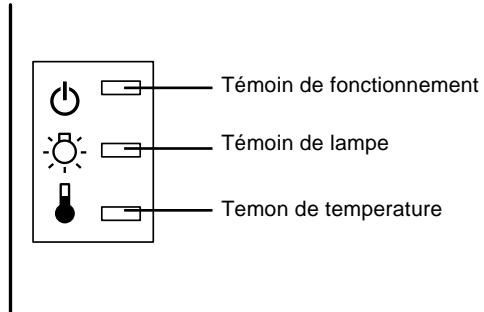 Témoin de fonctionnement
Témoin de lampe
Temon de temperature